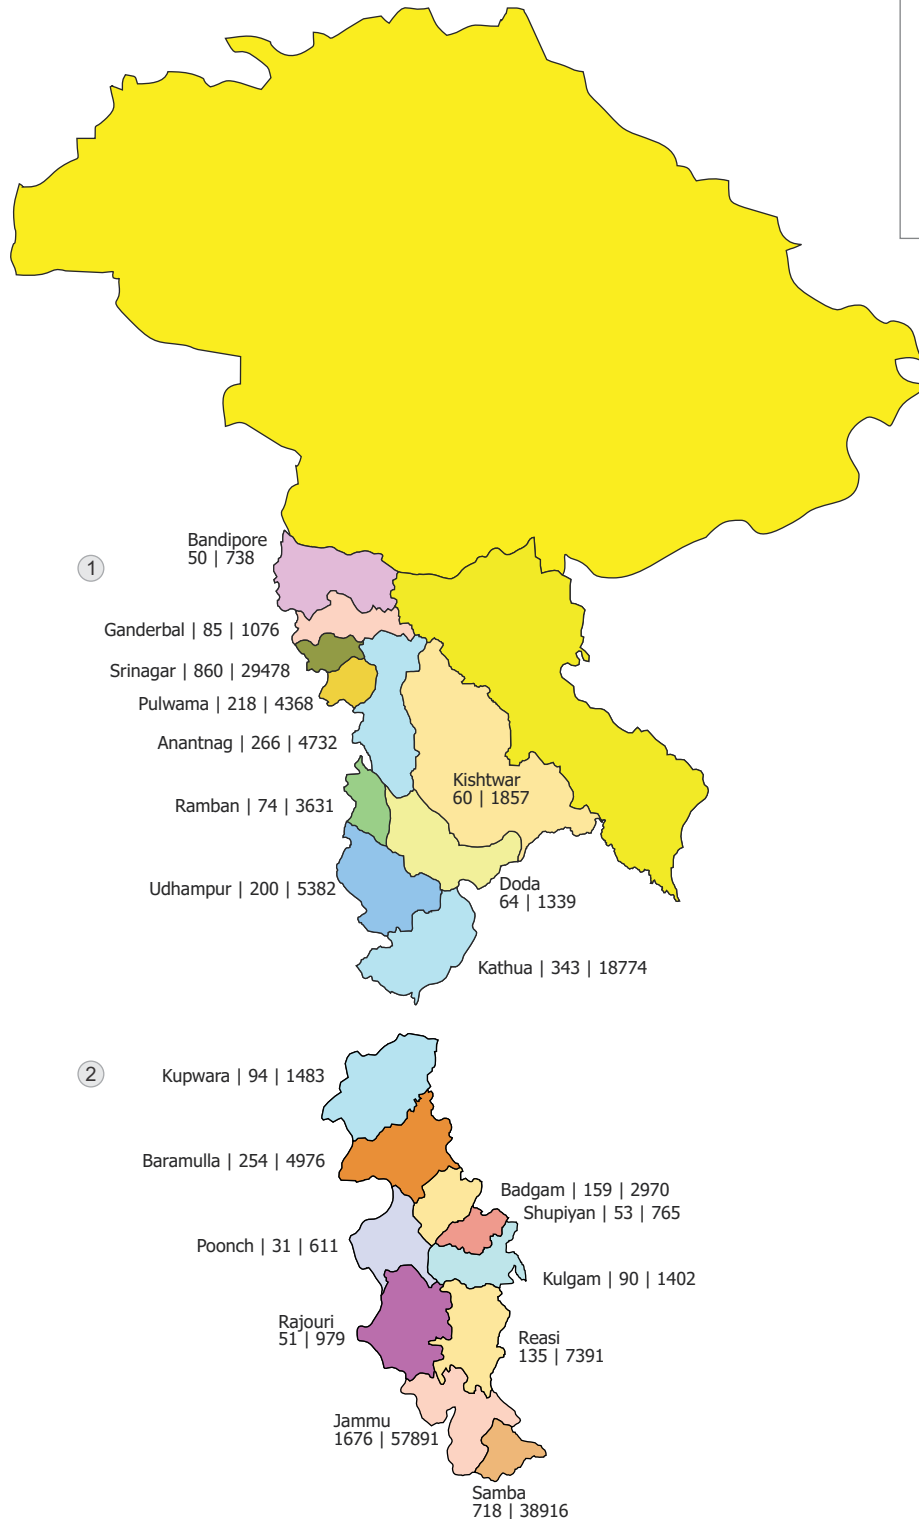 Bandipore
50 | 738
1
Ganderbal | 85 | 1076
Srinagar | 860 | 29478
Pulwama | 218 | 4368
Anantnag | 266 | 4732
Kishtwar
60 | 1857
Ramban | 74 | 3631
Doda
64 | 1339
Udhampur | 200 | 5382
Kathua | 343 | 18774
2
Kupwara | 94 | 1483
Baramulla | 254 | 4976
Badgam | 159 | 2970
Shupiyan | 53 | 765
Poonch | 31 | 611
Kulgam | 90 | 1402
Rajouri
51 | 979
Reasi
135 | 7391
Jammu
1676 | 57891
Samba
718 | 38916